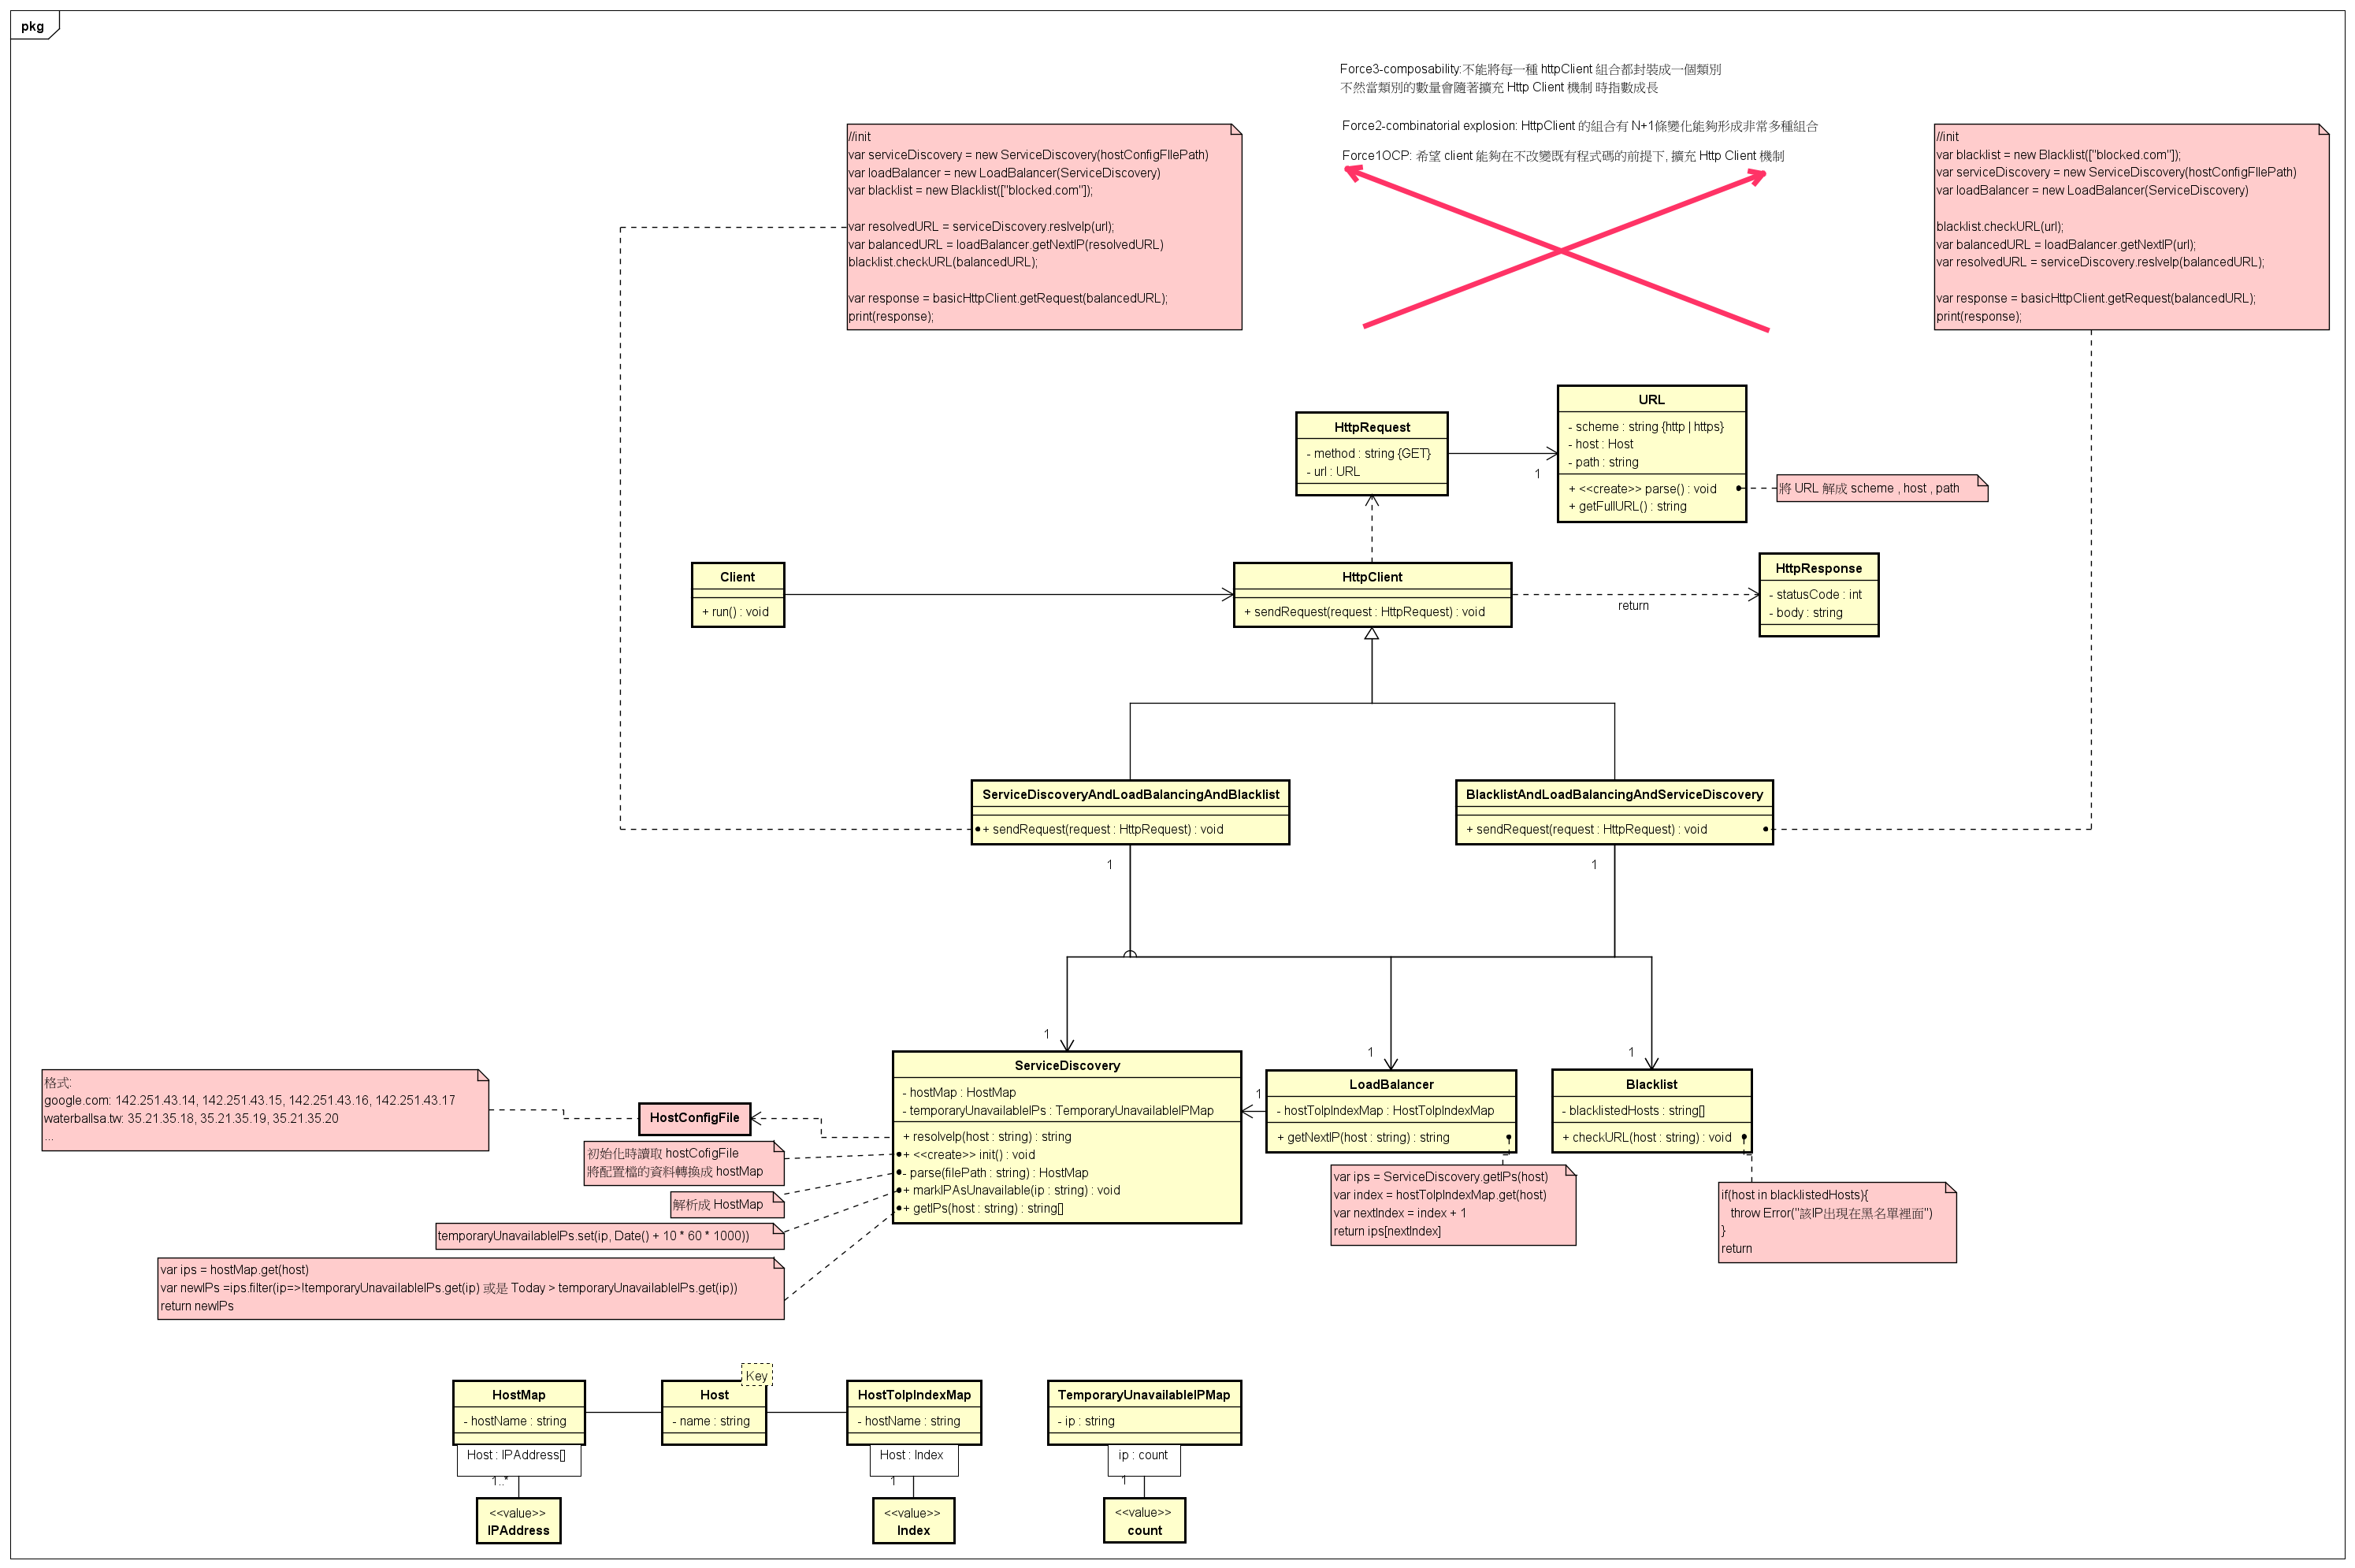 pkg
Force3-composability:不能將每一種 httpClient 組合都封裝成一個類別
不然當類別的數量會隨著擴充 Http Client 機制 時指數成長
Force2-combinatorial explosion: HttpClient 的組合有 N+1條變化能夠形成非常多種組合
Force1OCP: 希望 client 能夠在不改變既有程式碼的前提下, 擴充 Http Client 機制
//init
var serviceDiscovery = new ServiceDiscovery(hostConfigFIlePath)
var loadBalancer = new LoadBalancer(ServiceDiscovery)
var blacklist = new Blacklist(["blocked.com"]);
var resolvedURL = serviceDiscovery.reslveIp(url);
var balancedURL = loadBalancer.getNextIP(resolvedURL)
blacklist.checkURL(balancedURL);
var response = basicHttpClient.getRequest(balancedURL);
print(response);
//init
var blacklist = new Blacklist(["blocked.com"]);
var serviceDiscovery = new ServiceDiscovery(hostConfigFIlePath)
var loadBalancer = new LoadBalancer(ServiceDiscovery)
blacklist.checkURL(url);
var balancedURL = loadBalancer.getNextIP(url);
var resolvedURL = serviceDiscovery.reslveIp(balancedURL);
var response = basicHttpClient.getRequest(balancedURL);
print(response);
HttpRequest
- method : string {GET}
- url : URL
1
URL
- scheme : string {http | https}
- host : Host
- path : string
+ <<create>> parse() : void
+ getFullURL() : string
將 URL 解成 scheme , host , path
Client
+ run() : void
HttpClient
+ sendRequest(request : HttpRequest) : void
return
HttpResponse
- statusCode : int
- body : string
ServiceDiscoveryAndLoadBalancingAndBlacklist
+ sendRequest(request : HttpRequest) : void
1
BlacklistAndLoadBalancingAndServiceDiscovery
+ sendRequest(request : HttpRequest) : void
1
1
1
1
格式:
google.com: 142.251.43.14, 142.251.43.15, 142.251.43.16, 142.251.43.17
waterballsa.tw: 35.21.35.18, 35.21.35.19, 35.21.35.20
...
HostConfigFile
ServiceDiscovery
- hostMap : HostMap
- temporaryUnavailableIPs : TemporaryUnavailableIPMap
+ resolveIp(host : string) : string
+ <<create>> init() : void
- parse(filePath : string) : HostMap
+ markIPAsUnavailable(ip : string) : void
+ getIPs(host : string) : string[]
1
LoadBalancer
- hostToIpIndexMap : HostToIpIndexMap
+ getNextIP(host : string) : string
Blacklist
- blacklistedHosts : string[]
+ checkURL(host : string) : void
初始化時讀取 hostCofigFile
將配置檔的資料轉換成 hostMap
解析成 HostMap
temporaryUnavailableIPs.set(ip, Date() + 10 * 60 * 1000))
var ips = hostMap.get(host)
var newIPs =ips.filter(ip=>!temporaryUnavailableIPs.get(ip) 或是 Today > temporaryUnavailableIPs.get(ip))
return newIPs
var ips = ServiceDiscovery.getIPs(host)
var index = hostToIpIndexMap.get(host)
var nextIndex = index + 1
return ips[nextIndex]
if(host in blacklistedHosts){
throw Error("該IP出現在黑名單裡面")
}
return
HostMap
- hostName : string
Host : IPAddress[]
1..*
<<value>>
IPAddress
Key
Host
- name : string
HostToIpIndexMap
- hostName : string
Host : Index
1
<<value>>
Index
TemporaryUnavailableIPMap
- ip : string
ip : count
1
<<value>>
count